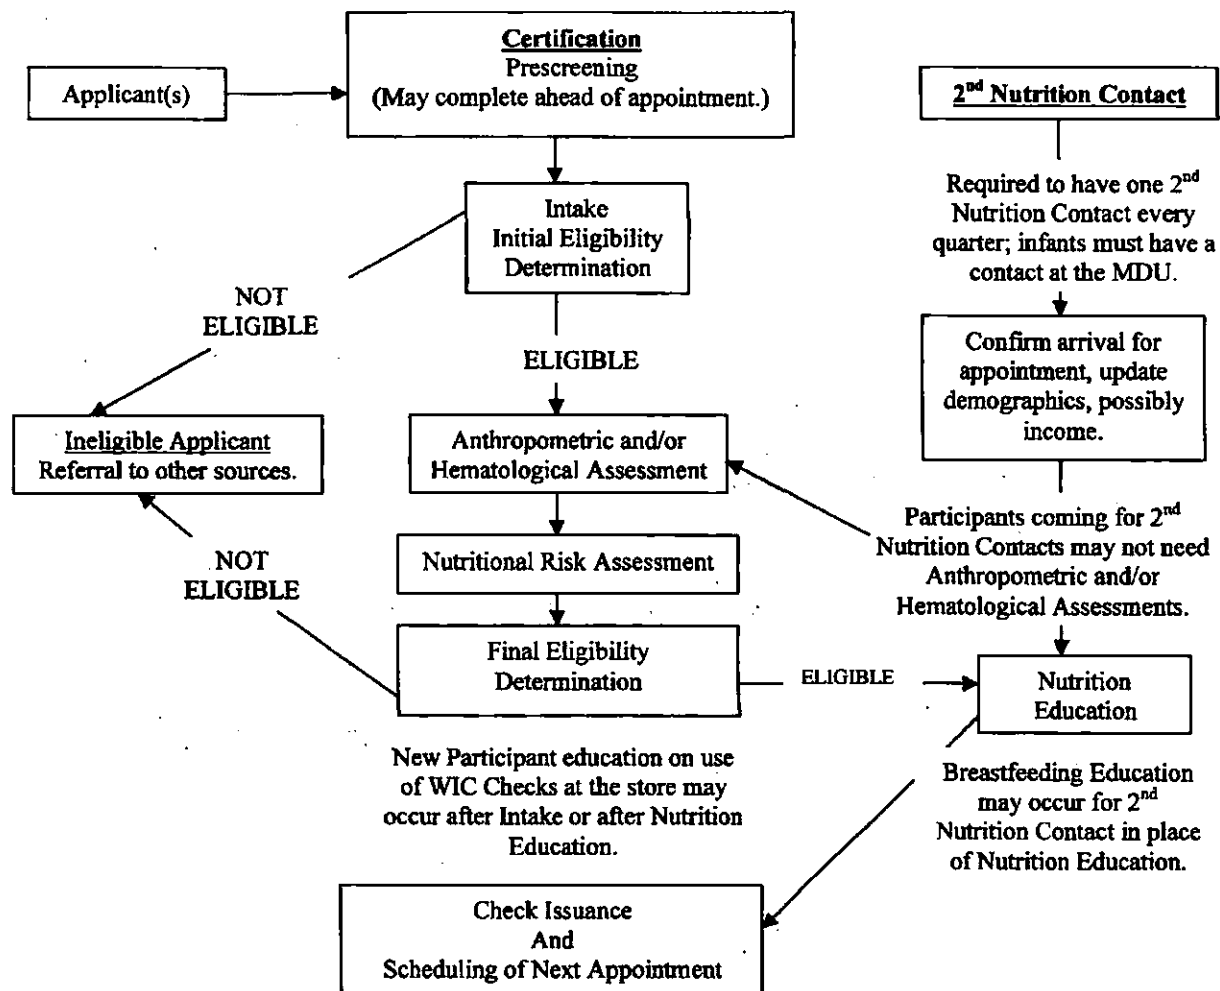 Applicant(s)
Certification
Prescreening
(May complete ahead of appointment.)
Intake
Initial Eligibility
Determination
NOT
ELIGIBLE
ELIGIBLE
Ineligible Applicant
Referral to other sources.
Anthropometric and/or
Hematological Assessment
Nutritional Risk Assessment
NOT
ELIGIBLE
Final Eligibility
Determination
ELIGIBLE
New Participant education on use
of WIC Checks at the store may
occur after Intake or after Nutrition
Education.
2nd Nutrition Contact
Required to have one 2nd
Nutrition Contact every
quarter; infants must have a
contact at the MDU.
Confirm arrival for
appointment, update
demographics, possibly
income.
Participants coming for 2nd
Nutrition Contacts may not need
Anthropometric and/or
Hematological Assessments.
Nutrition
Education
Breastfeeding Education
may occur for 2nd
Nutrition Contact in place
of Nutrition Education.
Check Issuance
And
Scheduling of Next Appointment